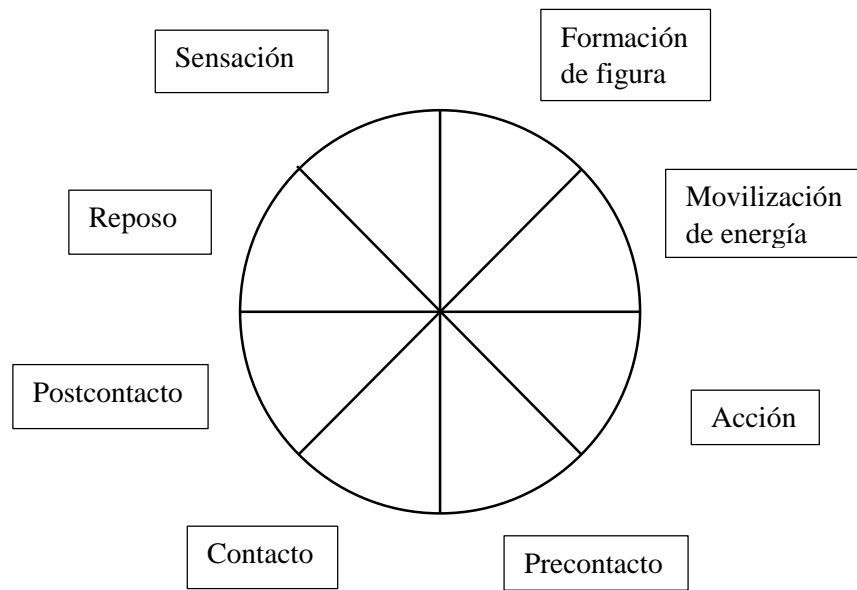 Sensación
Formación
de figura
Reposo
Movilización
de energía
Postcontacto
Acción
Contacto
Precontacto